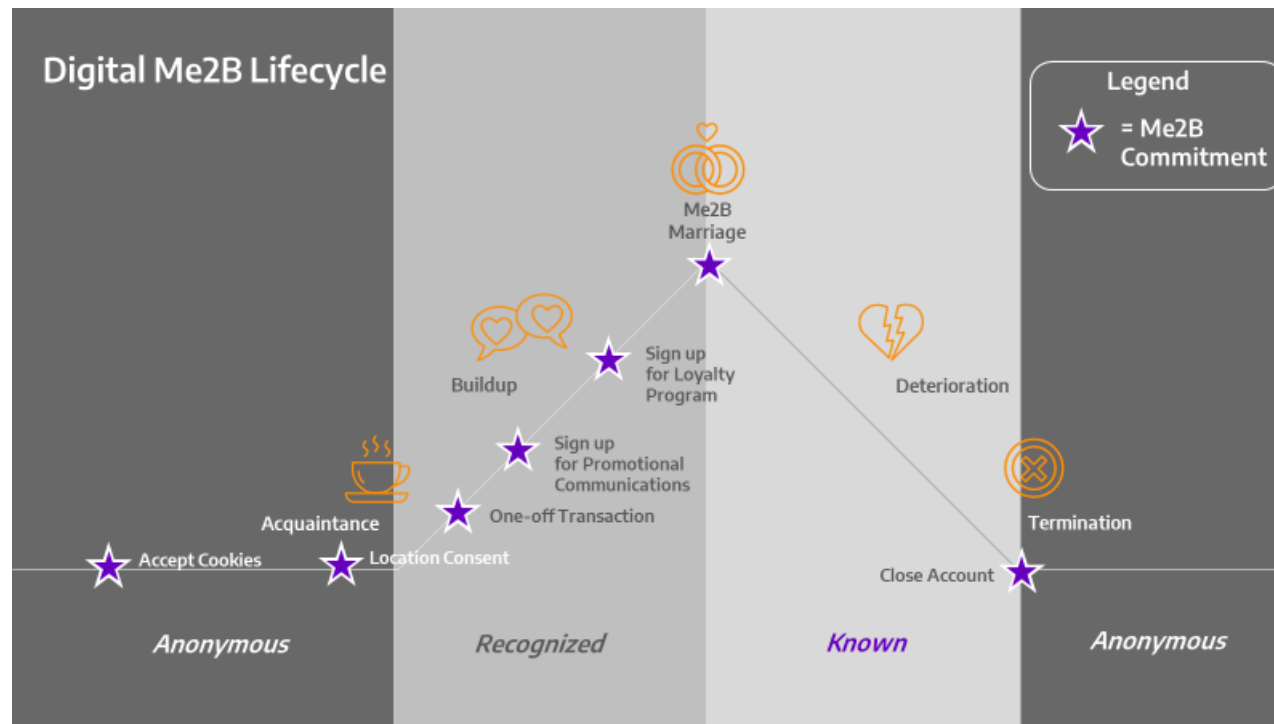 Digital Me2B Lifecycle
Legend
= Me2B
Commitment
Me2B
Marriage
Buildup
Sign up
for Loyalty
Program
Deterioration
Sign up
for Promotional
Communications
Acquaintance
One-off Transaction
Termination
Accept Cookies
Location Consent
Close Account
Anonymous
Recognized
Known
Anonymous